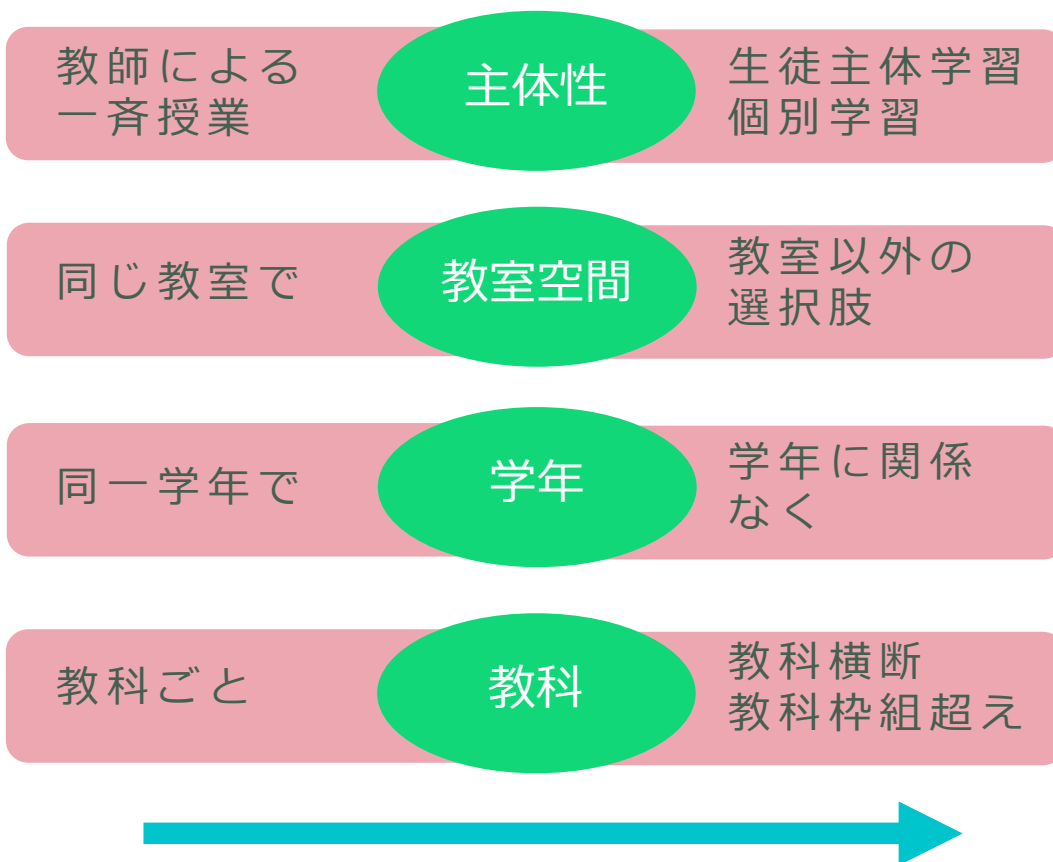 教師による
一斉授業
主体性
生徒主体学習
個別学習
同じ教室で
教室空間
教室以外の
選択肢
同一学年で
学年
学年に関係
なく
教科ごと
教科
教科横断
教科枠組超え